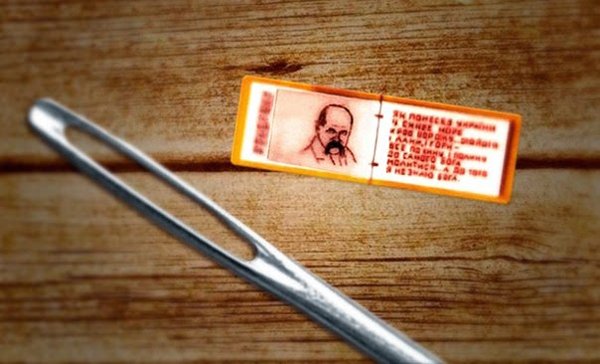 ЯК ПОНЕСЕ З УКРАЇНИ
У СИНЄЄ МОРЕ
КРОВ ВОРОЖУ..
І ЛАНИ, І ГОРИ—
ВСЕ ПОКИНУ І ПОЛИНУ
ДО САМОГО БОГА
МОЛИТИСЯ. А ДО ТОГО
Я НЕ ЗНАЮ БОГА.